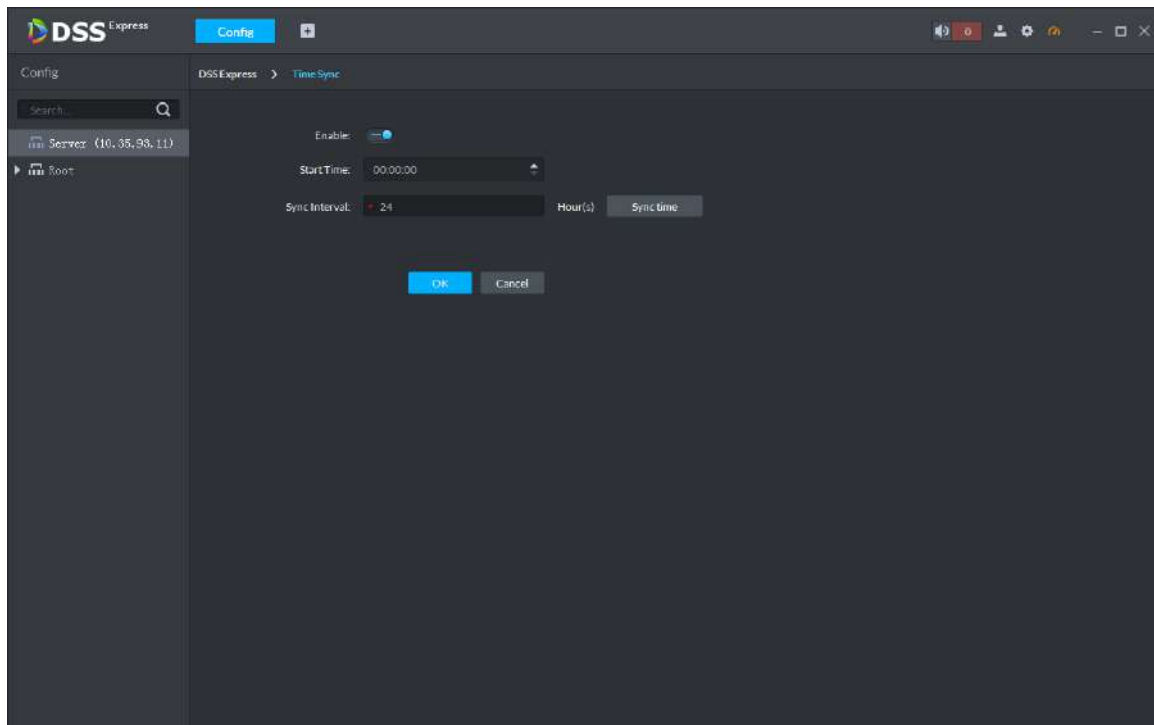 DSS Express
Config
0
Config
DSS Express > Time Sync
Search...
Server (10.35.93.11)
Root
Enable:
Start Time: 00:00:00
Sync Interval: * 24 Hour(s) Sync time
OK Cancel